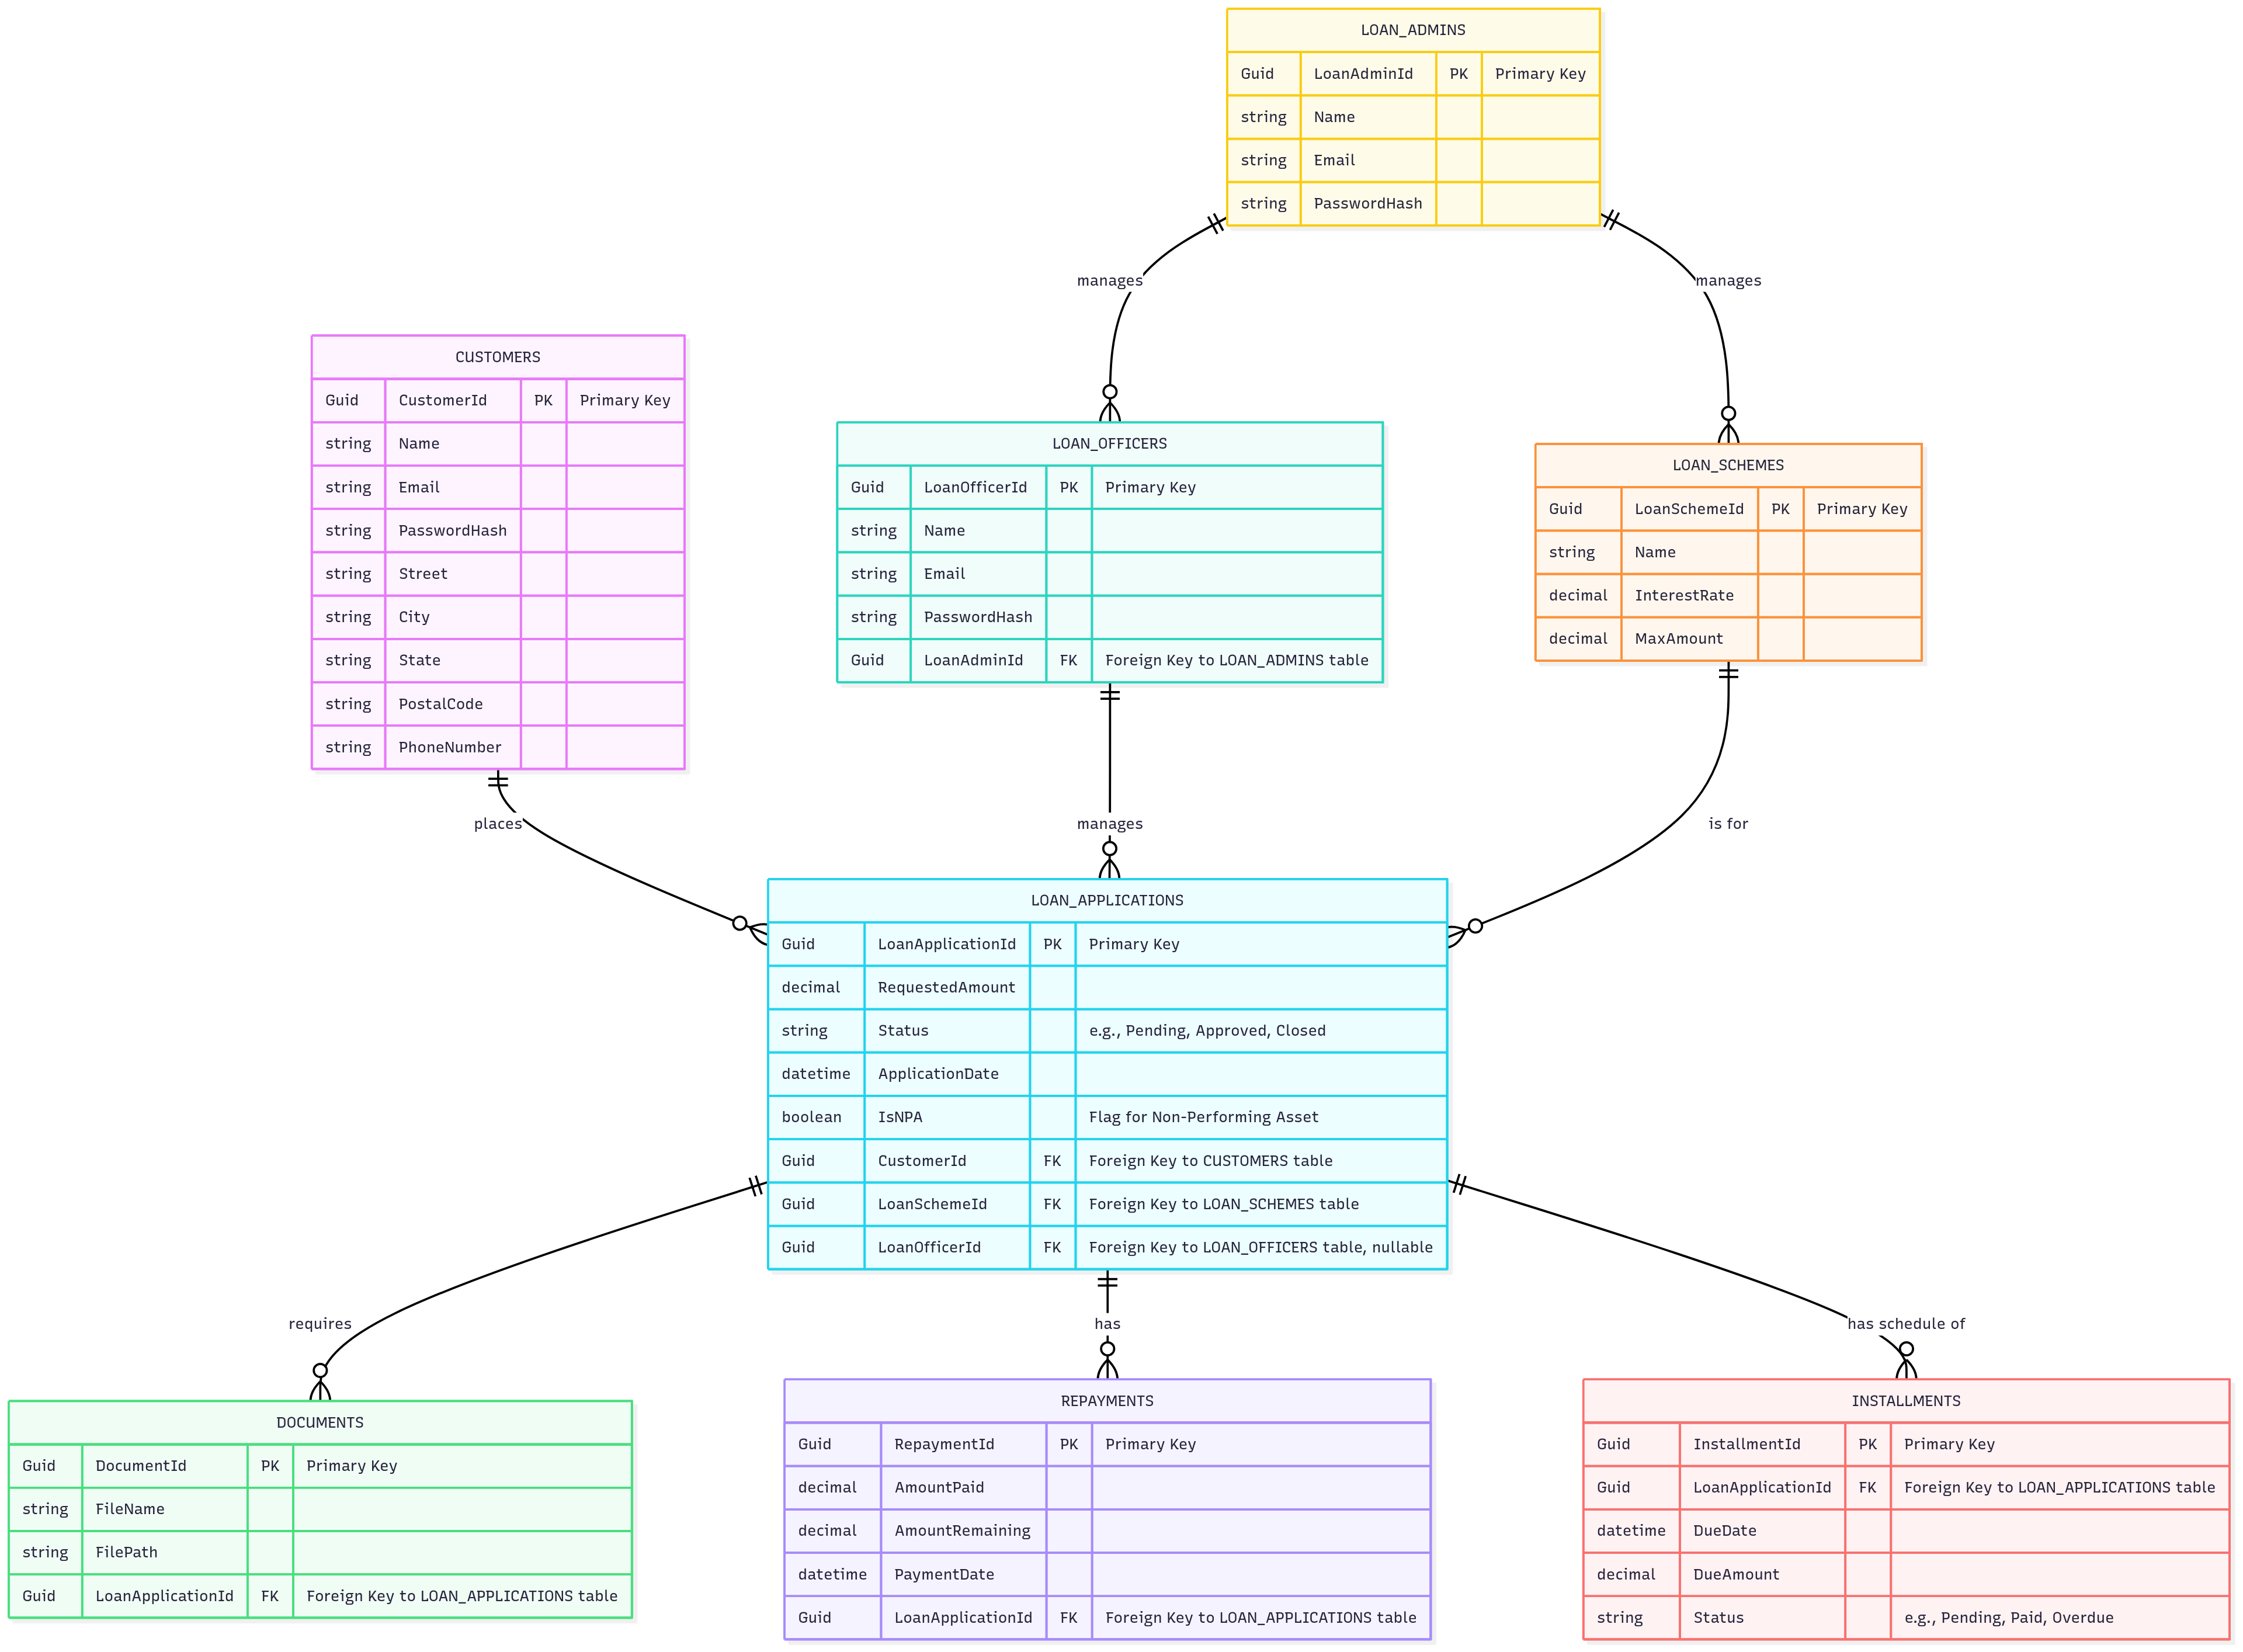 LOAN_ADMINS
Guid LoanAdminId PK Primary Key
string Name
string Email
string PasswordHash
manages
manages
CUSTOMERS
Guid CustomerId PK Primary Key
string Name
string Email
string PasswordHash
string Street
string City
string State
string PostalCode
string PhoneNumber
LOAN_OFFICERS
Guid LoanOfficerId PK Primary Key
string Name
string Email
string PasswordHash
Guid LoanAdminId FK Foreign Key to LOAN_ADMINS table
LOAN_SCHEMES
Guid LoanSchemeId PK Primary Key
string Name
decimal InterestRate
decimal MaxAmount
places
manages
is for
LOAN_APPLICATIONS
Guid LoanApplicationId PK Primary Key
decimal RequestedAmount
string Status e.g., Pending, Approved, Closed
datetime ApplicationDate
boolean IsNPA Flag for Non-Performing Asset
Guid CustomerId FK Foreign Key to CUSTOMERS table
Guid LoanSchemeId FK Foreign Key to LOAN_SCHEMES table
Guid LoanOfficerId FK Foreign Key to LOAN_OFFICERS table, nullable
requires
has
has schedule of
DOCUMENTS
Guid DocumentId PK Primary Key
string FileName
string FilePath
Guid LoanApplicationId FK Foreign Key to LOAN_APPLICATIONS table
REPAYMENTS
Guid RepaymentId PK Primary Key
decimal AmountPaid
decimal AmountRemaining
datetime PaymentDate
Guid LoanApplicationId FK Foreign Key to LOAN_APPLICATIONS table
INSTALLMENTS
Guid InstallmentId PK Primary Key
Guid LoanApplicationId FK Foreign Key to LOAN_APPLICATIONS table
datetime DueDate
decimal DueAmount
string Status e.g., Pending, Paid, Overdue